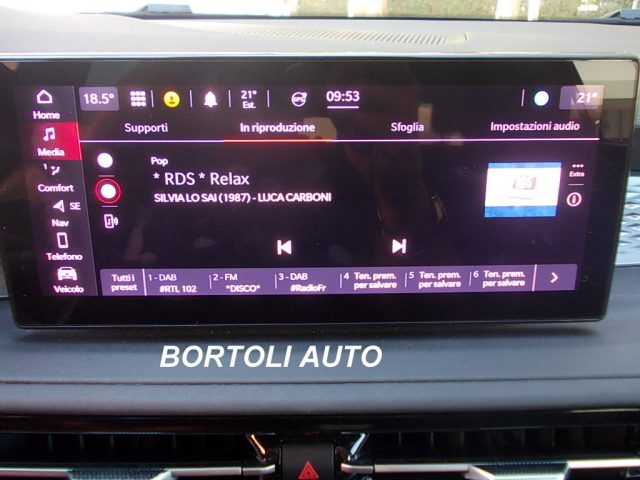 18.5°
21°
Est.
09:53
21°
Home
Media
1
Comfort
SE
Nav
Telefono
Veicolo
Supporti
In riproduzione
Sfoglia
Impostazioni audio
Pop
* RDS * Relax
SILVIA LO SAI (1987) - LUCA CARBONI
RDS
Extra
Tutti i
preset
1 - DAB
#RTL 102
2 - FM
°DISCO°
3 - DAB
#RadioFr
4 Ten. prem.
per salvare
5 Ten. prem.
per salvare
6 Ten. prem.
per salvare
BORTOLI AUTO